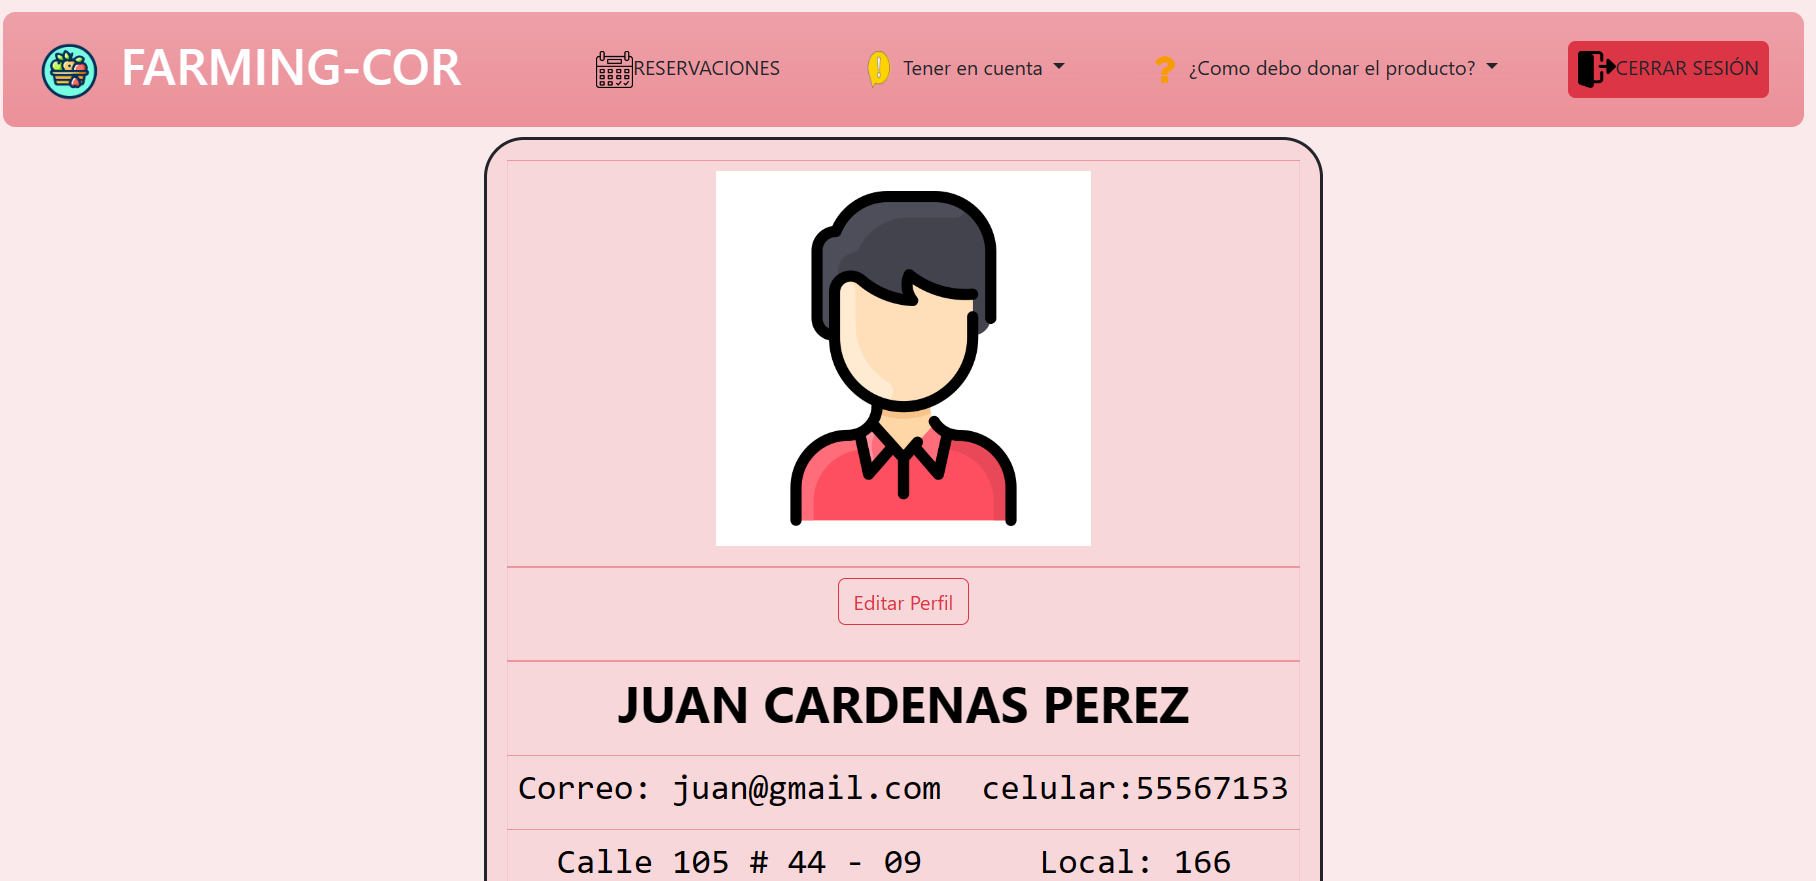 FARMING-COR
RESERVACIONES
Tener en cuenta
¿Como debo donar el producto?
CERRAR SESIÓN
Editar Perfil
JUAN CARDENAS PEREZ
Correo: juan@gmail.com celular:55567153
Calle 105 # 44 - 09 Local: 166